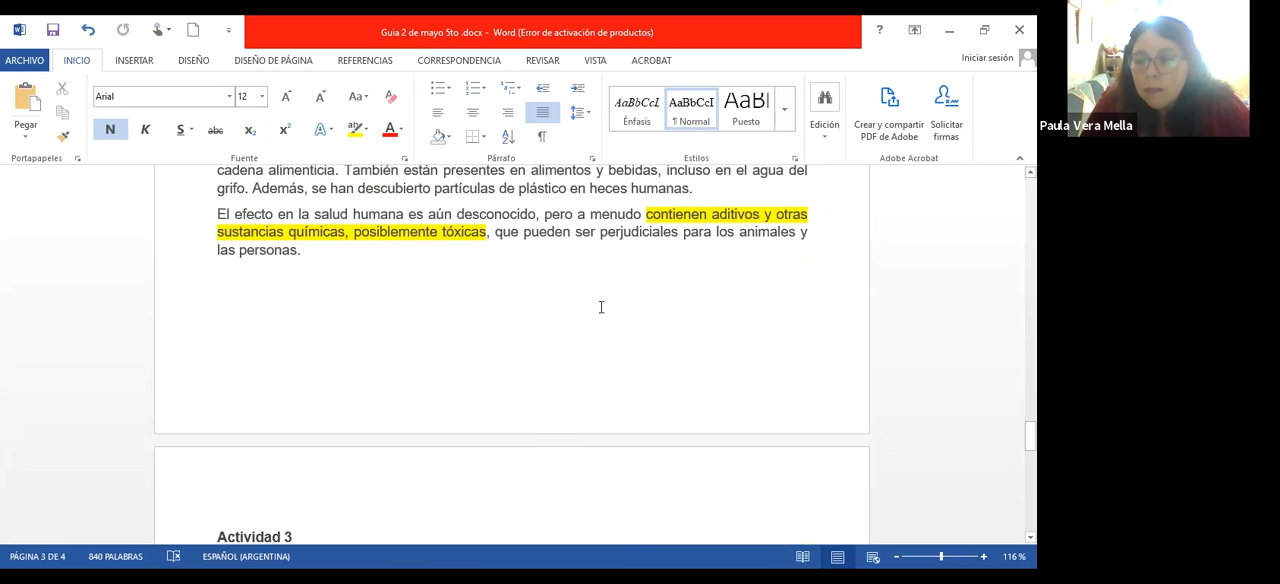 Guia 2 de mayo 5to .docx - Word (Error de activación de productos)
?
ARCHIVO INICIO INSERTAR DISEÑO DISEÑO DE PÁGINA REFERENCIAS CORRESPONDENCIA REVISAR VISTA ACROBAT Iniciar sesión
Arial 12 Aa
Pegar
N K S abc x₂ x² A A
AaBbCcL AaBbCcI AaBl
Énfasis ¶ Normal Puesto
Edición
Crear y compartir PDF de Adobe
Solicitar firmas
Portapapeles Fuente Párrafo Estilos Adobe Acrobat
Paula Vera Mella
cadena alimenticia. También están presentes en alimentos y bebidas, incluso en el agua del
grifo. Además, se han descubierto partículas de plástico en heces humanas.
El efecto en la salud humana es aún desconocido, pero a menudo contienen aditivos y otras
sustancias químicas, posiblemente tóxicas, que pueden ser perjudiciales para los animales y
las personas.
Actividad 3
PÁGINA 3 DE 4 840 PALABRAS ESPAÑOL (ARGENTINA) 116 %